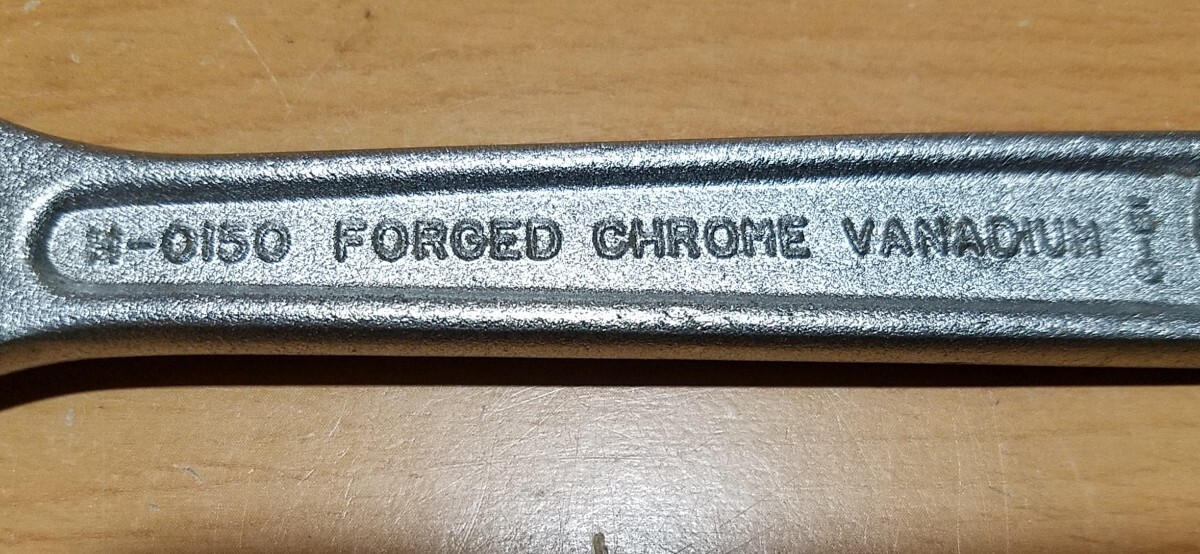 N-0150 FORGED CHROME VANADIUM